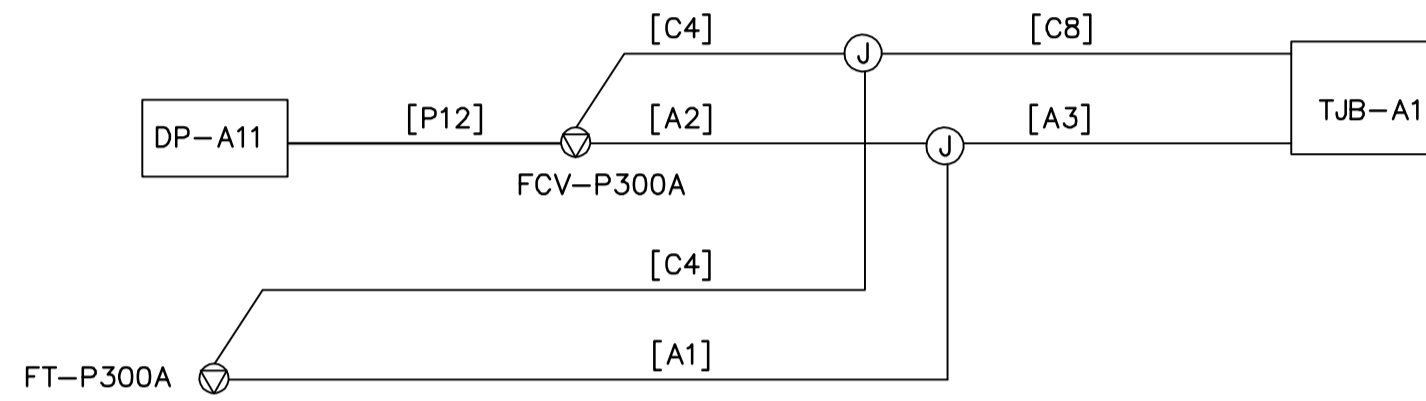 [C4]
[C8]
DP-A11
[P12]
[A2]
[A3]
J
J
TJB-A1
FCV-P300A
[C4]
[A1]
FT-P300A